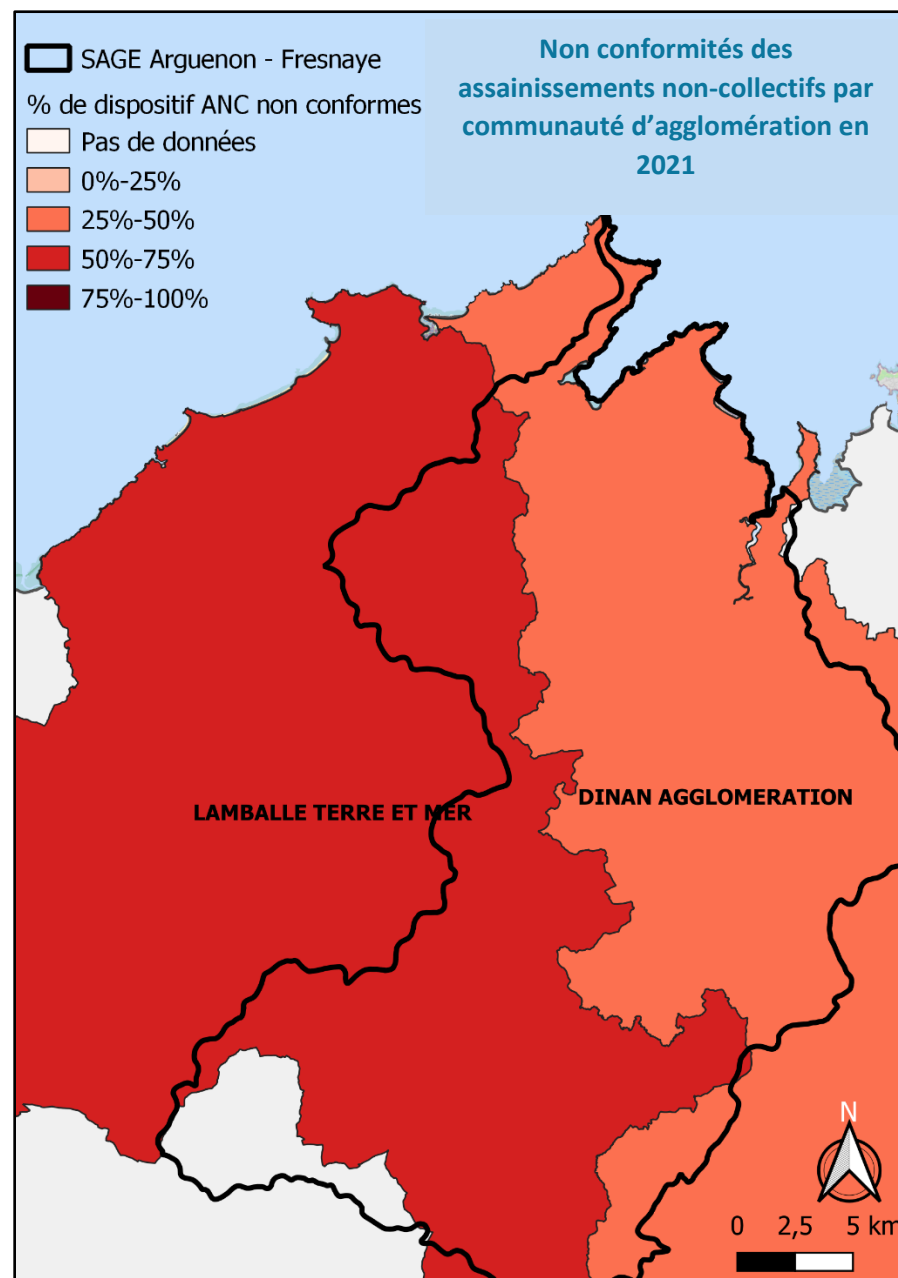 SAGE Arguenon - Fresnaye
% de dispositif ANC non conformes
Pas de données
0%-25%
25%-50%
50%-75%
75%-100%
Non conformités des
assainissements non-collectifs par
communauté d'agglomération en
2021
LAMBALLE TERRE ET MER
DINAN AGGLOMERATION
N
0 2,5 5 km